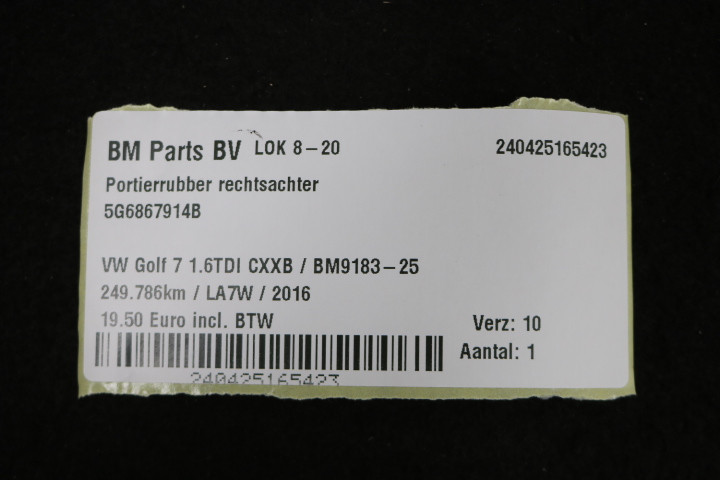 BM Parts BV LOK 8-20 240425165423
Portierrubber rechtsachter
5G6867914B
VW Golf 7 1.6TDI CXXB / BM9183-25
249.786km / LA7W / 2016
19.50 Euro incl. BTW Verz: 10
Aantal: 1
240425165423